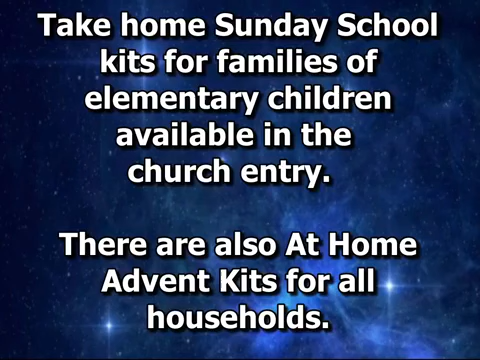 Take home Sunday School
kits for families of
elementary children
available in the
church entry.
There are also At Home
Advent Kits for all
households.